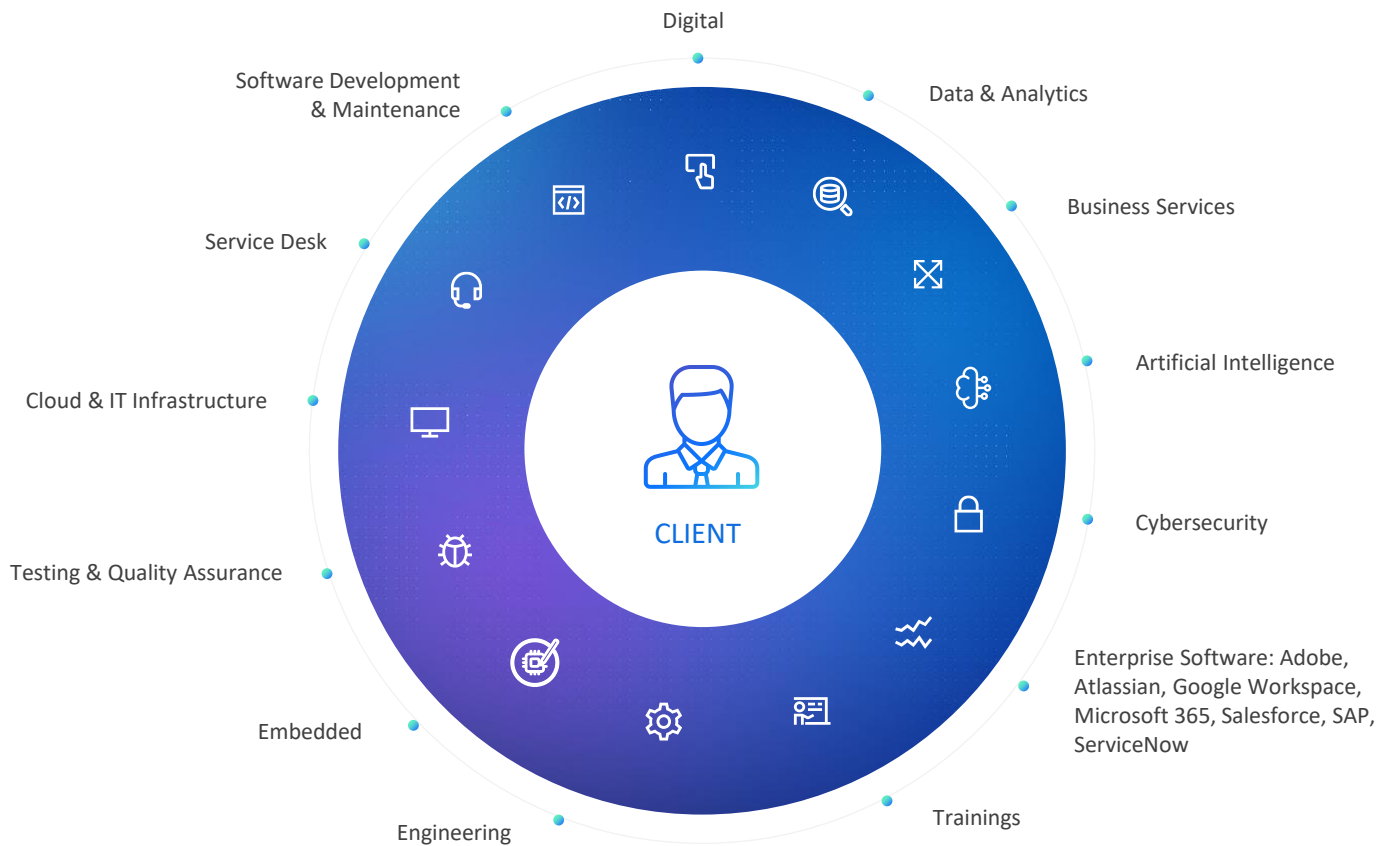 Digital
Software Development
& Maintenance
Data & Analytics
Business Services
Service Desk
Artificial Intelligence
Cloud & IT Infrastructure
CLIENT
Cybersecurity
Testing & Quality Assurance
Enterprise Software: Adobe,
Atlassian, Google Workspace,
Microsoft 365, Salesforce, SAP,
ServiceNow
Embedded
Trainings
Engineering